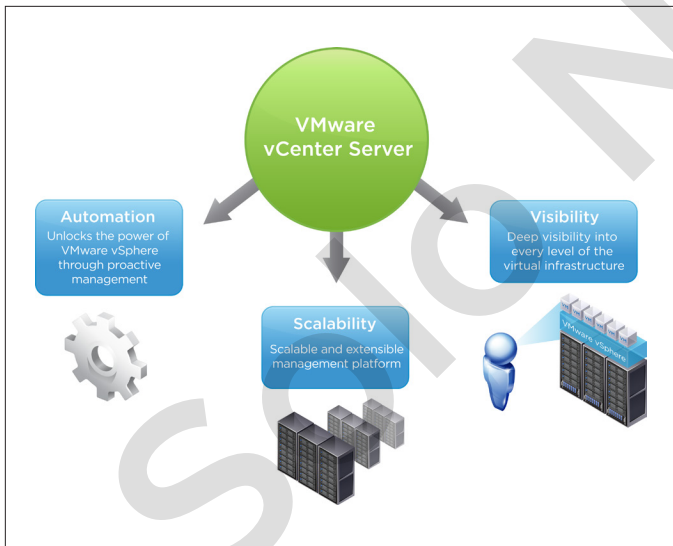 VMware
vCenter Server
Automation
Unlocks the power of
VMware vSphere
through proactive
management
Visibility
Deep visibility into
every level of the
virtual infrastructure
Scalability
Scalable and extensible
management platform
VMware vSphere